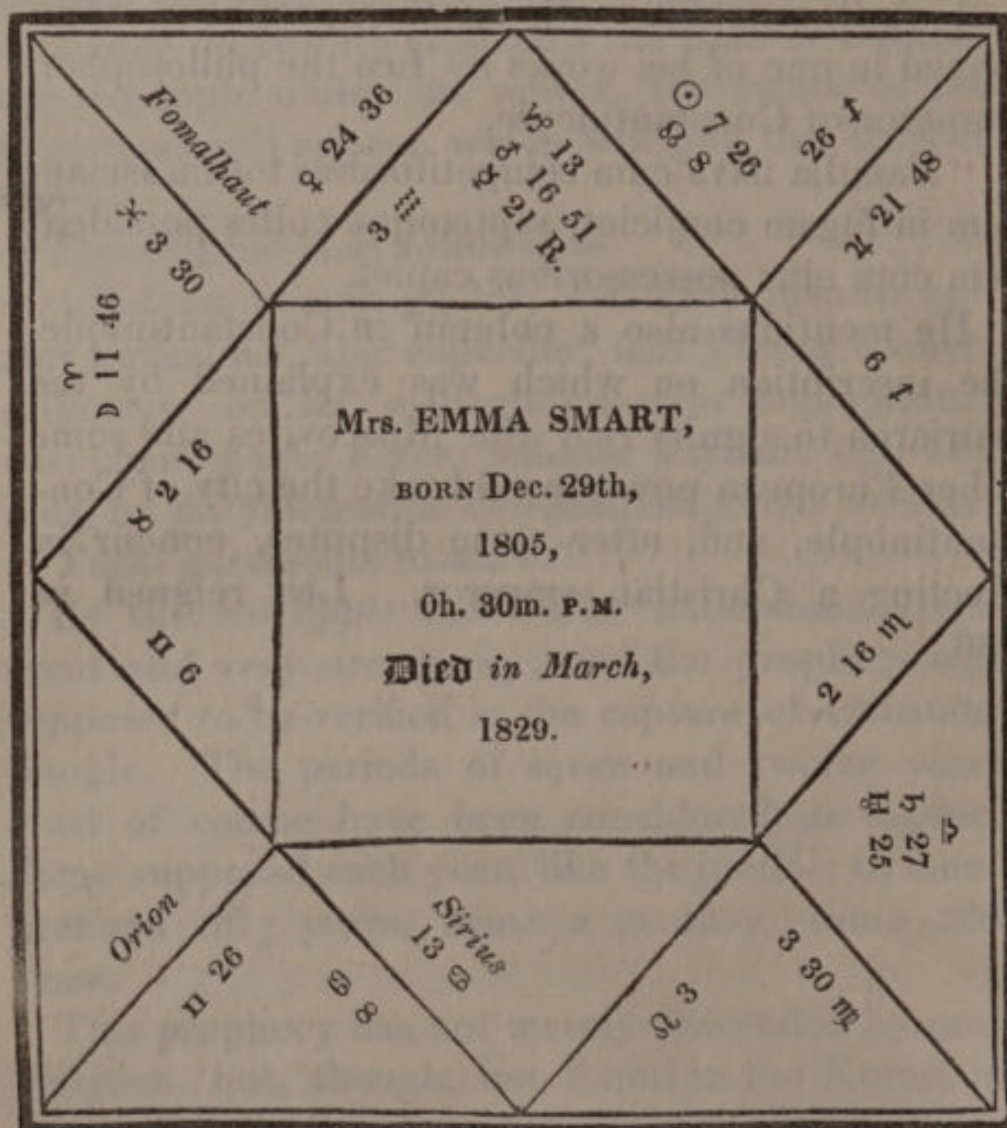 Fomalhaut
♓ 3 30
♀ 24 36
♒ 3
♑ 13
♂ 16 5
☿ 21 R.
☉ 7 26
☊ 8
26 ♐
♃ 21 48
6 ♐
♈
☽ 11 46
♉ 2 16
Mrs. EMMA SMART,
BORN Dec. 29th,
1805,
0h. 30m. P.M.
Died in March,
1829.
2 16 ♏
♎
♄ 27
♅ 25
♊ 6
Orion
♊ 26
♋ 8
Sirius
13 ♋
♌ 3
3 30 ♍